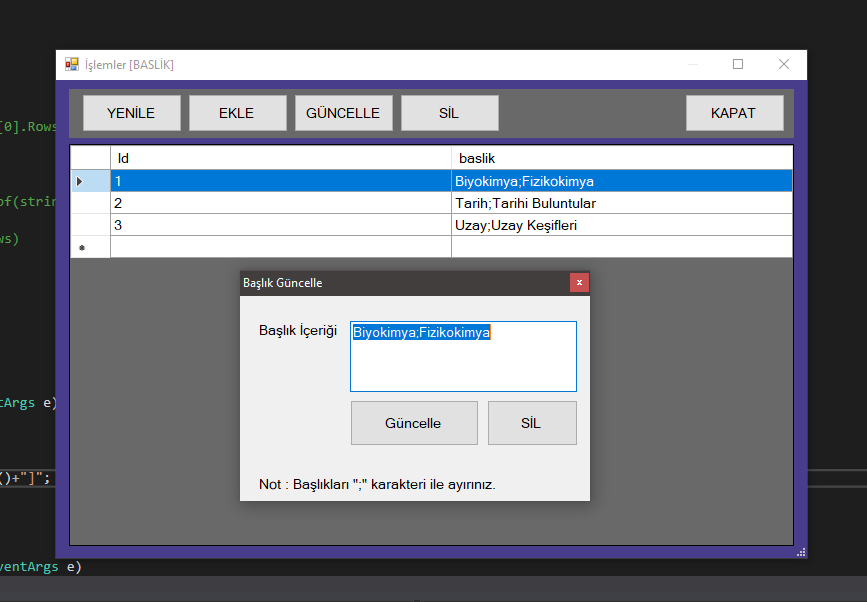 İşlemler [BASLİK]
[0].Rows
YENİLE EKLE GÜNCELLE SİL KAPAT
Id baslik
1 Biyokimya;Fizikokimya
2 Tarih;Tarihi Buluntular
of(strin
3 Uzay;Uzay Keşifleri
ws)
Başlık Güncelle
Başlık İçeriği Biyokimya;Fizikokimya
tArgs e)
Güncelle SİL
()+"]";
Not : Başlıkları ";" karakteri ile ayırınız.
ventArgs e)